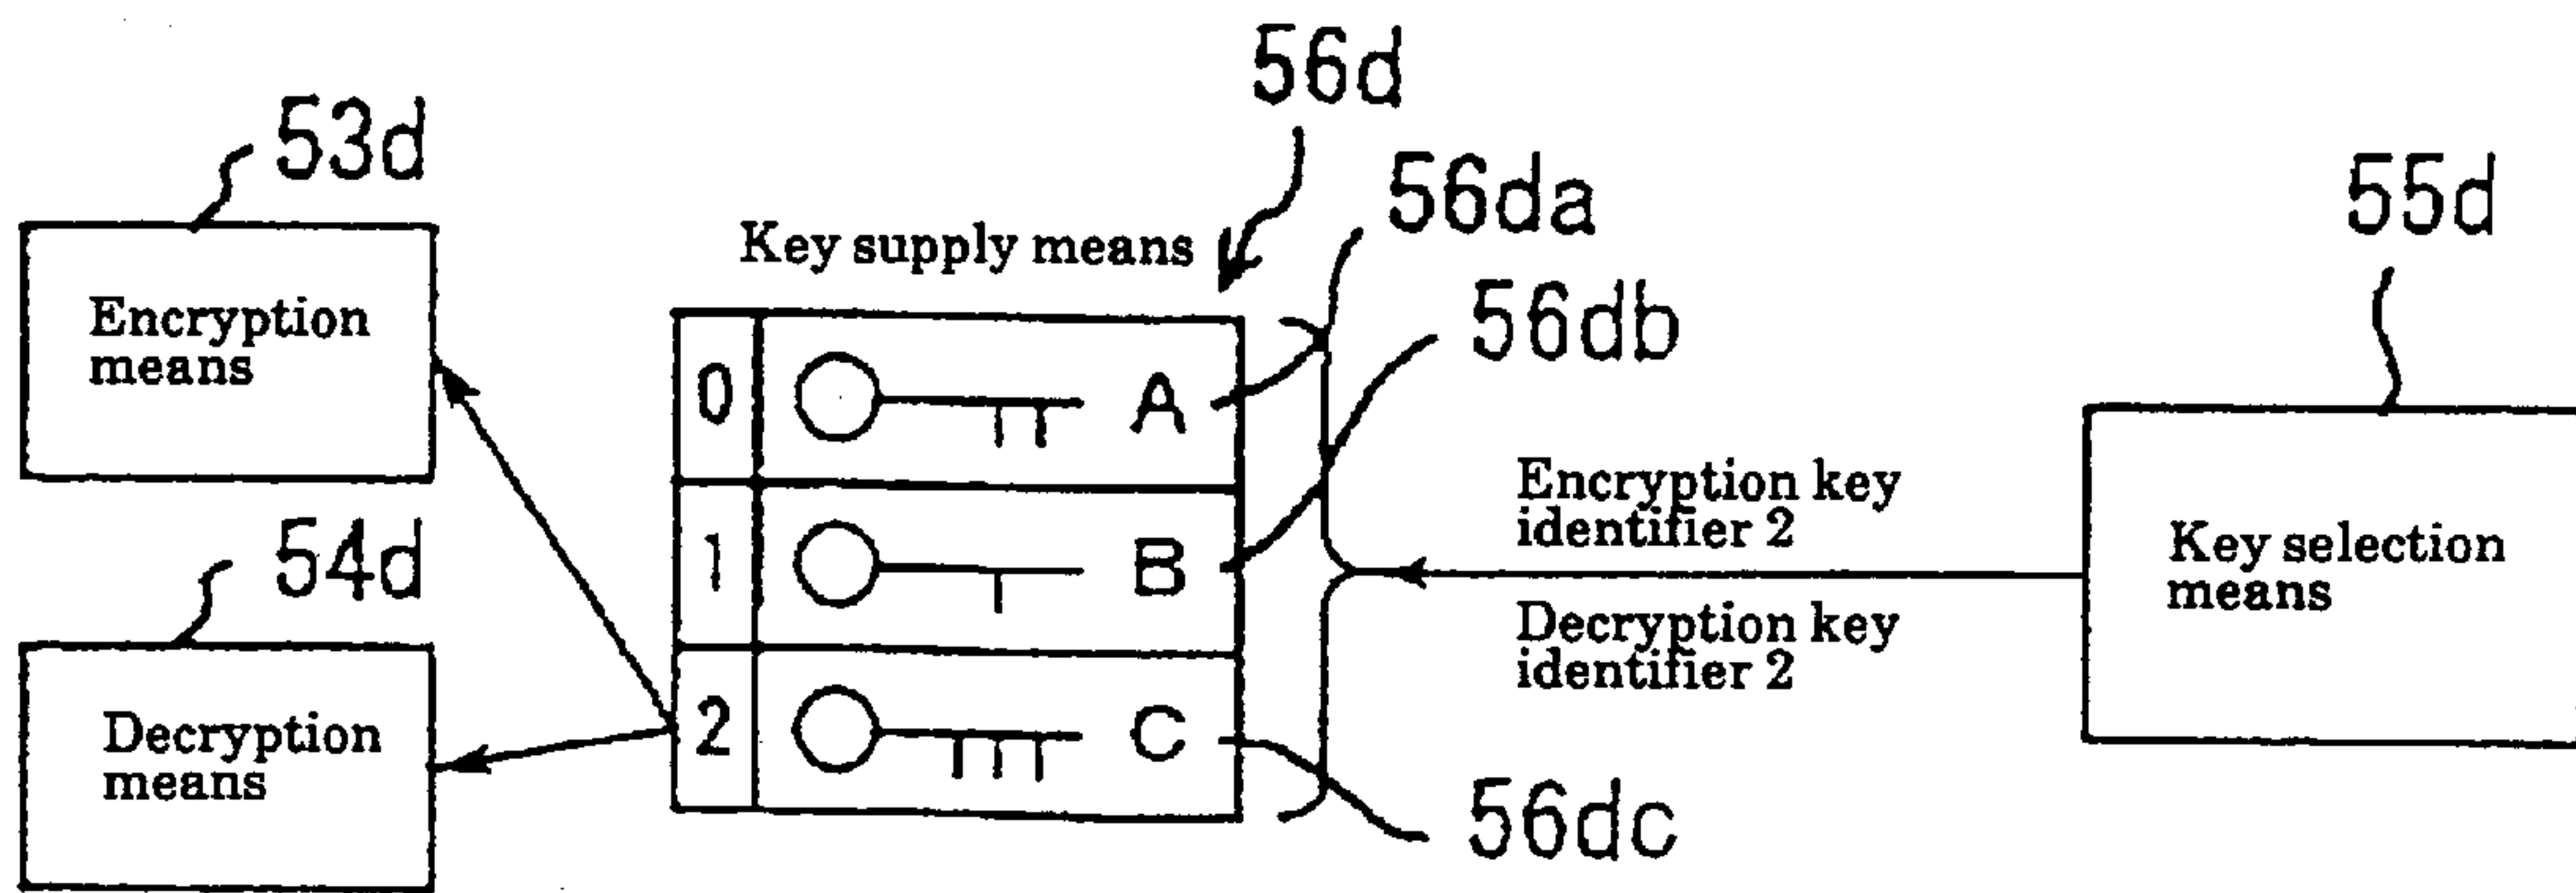 53d
Encryption
means
54d
Decryption
means
56d
Key supply means
56da
56db
0 A
1 B
2 C
56dc
Encryption key
identifier 2
Decryption key
identifier 2
55d
Key selection
means